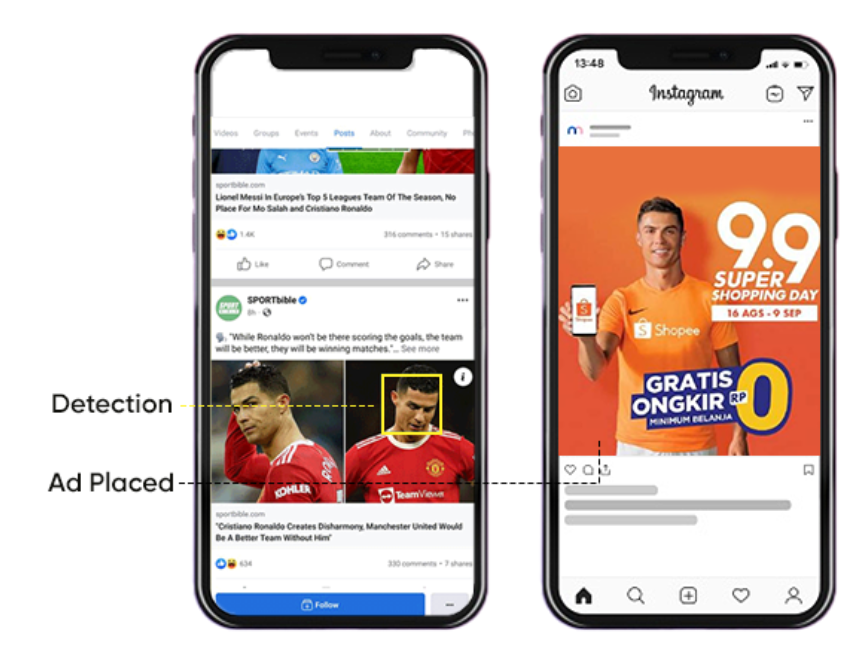 Videos Groups Events Posts About Community Ph
sportbible.com
Lionel Messi In Europe's Top 5 Leagues Team Of The Season, No
Place For Mo Salah and Cristiano Ronaldo
1.4K 316 comments • 15 shares
Like Comment Share
SPORT
SPORTbible
8h
"While Ronaldo won't be there scoring the goals, the team
will be better, they will be winning matches."... See more
i
KOHLER
TeamViewer
sportbible.com
"Cristiano Ronaldo Creates Disharmony, Manchester United Would
Be A Better Team Without Him"
634 330 comments • 7 shares
Follow
Detection
Ad Placed
13:48
Instagram
9.9
SUPER
SHOPPING DAY
16 AGS - 9 SEP
Shopee
Shopee
GRATIS
ONGKIR RP 0
MINIMUM BELANJA